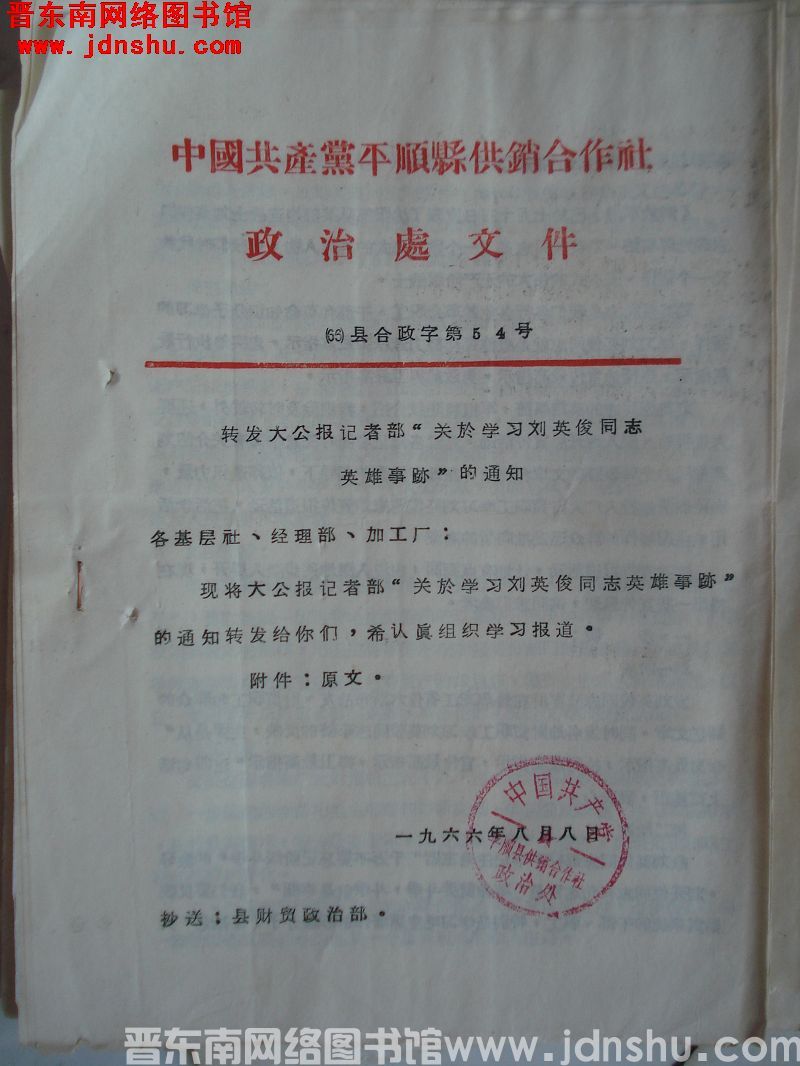 晋东南网络图书馆
www.jdnshu.com
中國共產黨平順縣供銷合作社
政治處文件
(66)县合政字第54号
转发大公报记者部“关於学习刘英俊同志
英雄事跡”的通知
各基层社、经理部、加工厂：
现将大公报记者部“关於学习刘英俊同志英雄事跡”
的通知转发给你们，希认真组织学习报道。
附件：原文。
一九六六年八月八日
中国共产党
平顺县供销合作社
政治处
抄送：县财贸政治部。
晋东南网络图书馆www.jdnshu.com